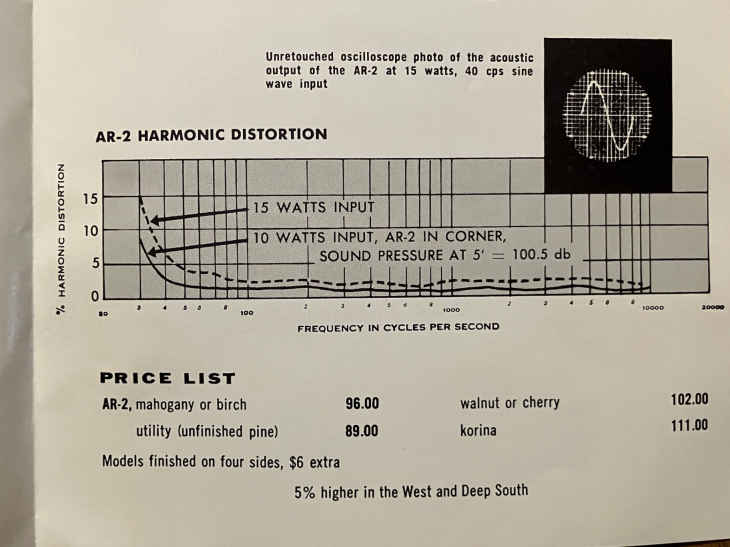 Unretouched oscilloscope photo of the acoustic
output of the AR-2 at 15 watts, 40 cps sine
wave input
AR-2 HARMONIC DISTORTION
% HARMONIC DISTORTION
15
10
5
0
15 WATTS INPUT
10 WATTS INPUT, AR-2 IN CORNER,
SOUND PRESSURE AT 5' = 100.5 db
100 1000 10000 20000
FREQUENCY IN CYCLES PER SECOND
PRICE LIST
AR-2, mahogany or birch 96.00 walnut or cherry 102.00
utility (unfinished pine) 89.00 korina 111.00
Models finished on four sides, $6 extra
5% higher in the West and Deep South